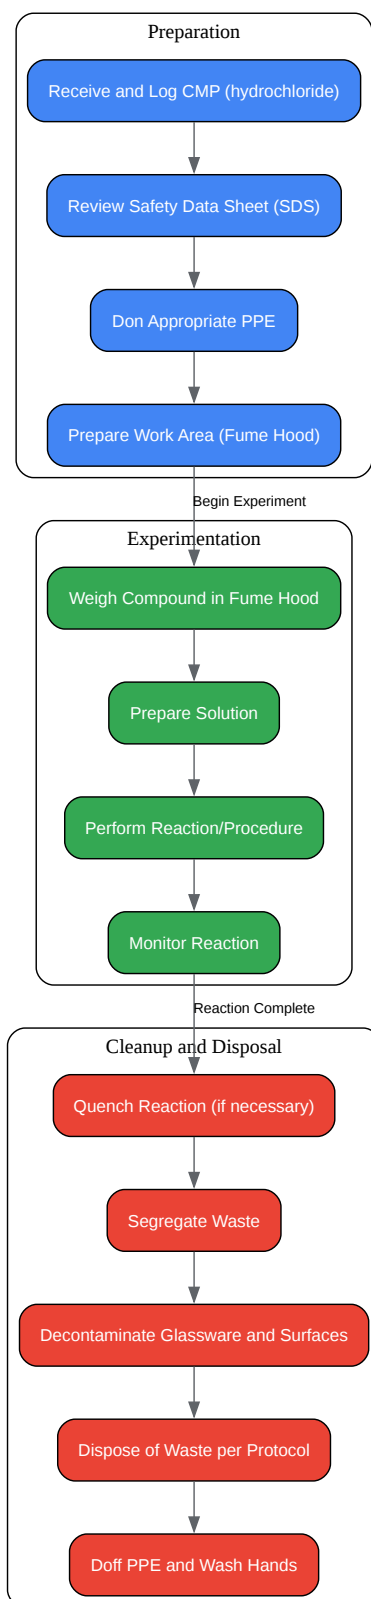 Preparation
Receive and Log CMP (hydrochloride)
Review Safety Data Sheet (SDS)
Don Appropriate PPE
Prepare Work Area (Fume Hood)
Begin Experiment
Experimentation
Weigh Compound in Fume Hood
Prepare Solution
Perform Reaction/Procedure
Monitor Reaction
Reaction Complete
Cleanup and Disposal
Quench Reaction (if necessary)
Segregate Waste
Decontaminate Glassware and Surfaces
Dispose of Waste per Protocol
Doff PPE and Wash Hands